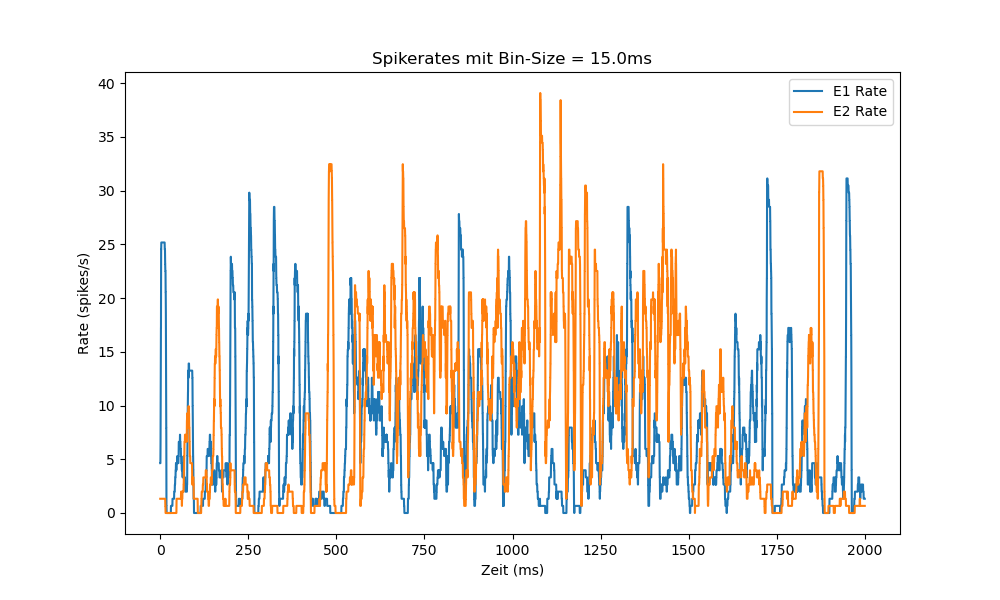 Spikerates mit Bin-Size = 15.0ms
E1 Rate
E2 Rate
Rate (spikes/s)
40
35
30
25
20
15
10
5
0
0 250 500 750 1000 1250 1500 1750 2000
Zeit (ms)